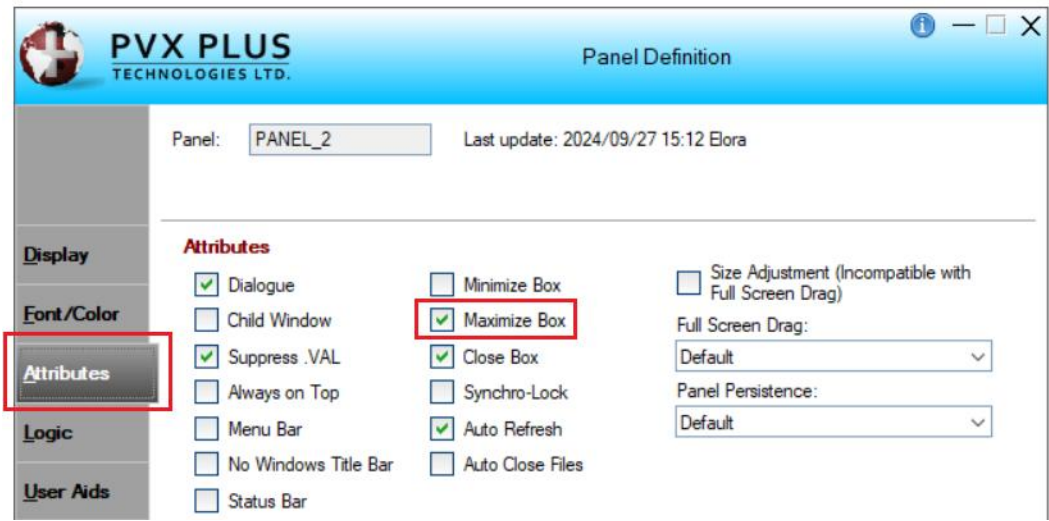 PVX PLUS
TECHNOLOGIES LTD.
Panel Definition
Panel: PANEL_2 Last update: 2024/09/27 15:12 Elora
Display
Font/Color
Attributes
Logic
User Aids
Attributes
Dialogue
Child Window
Suppress .VAL
Always on Top
Menu Bar
No Windows Title Bar
Status Bar
Minimize Box
Maximize Box
Close Box
Synchro-Lock
Auto Refresh
Auto Close Files
Size Adjustment (Incompatible with
Full Screen Drag)
Full Screen Drag:
Default
Panel Persistence:
Default